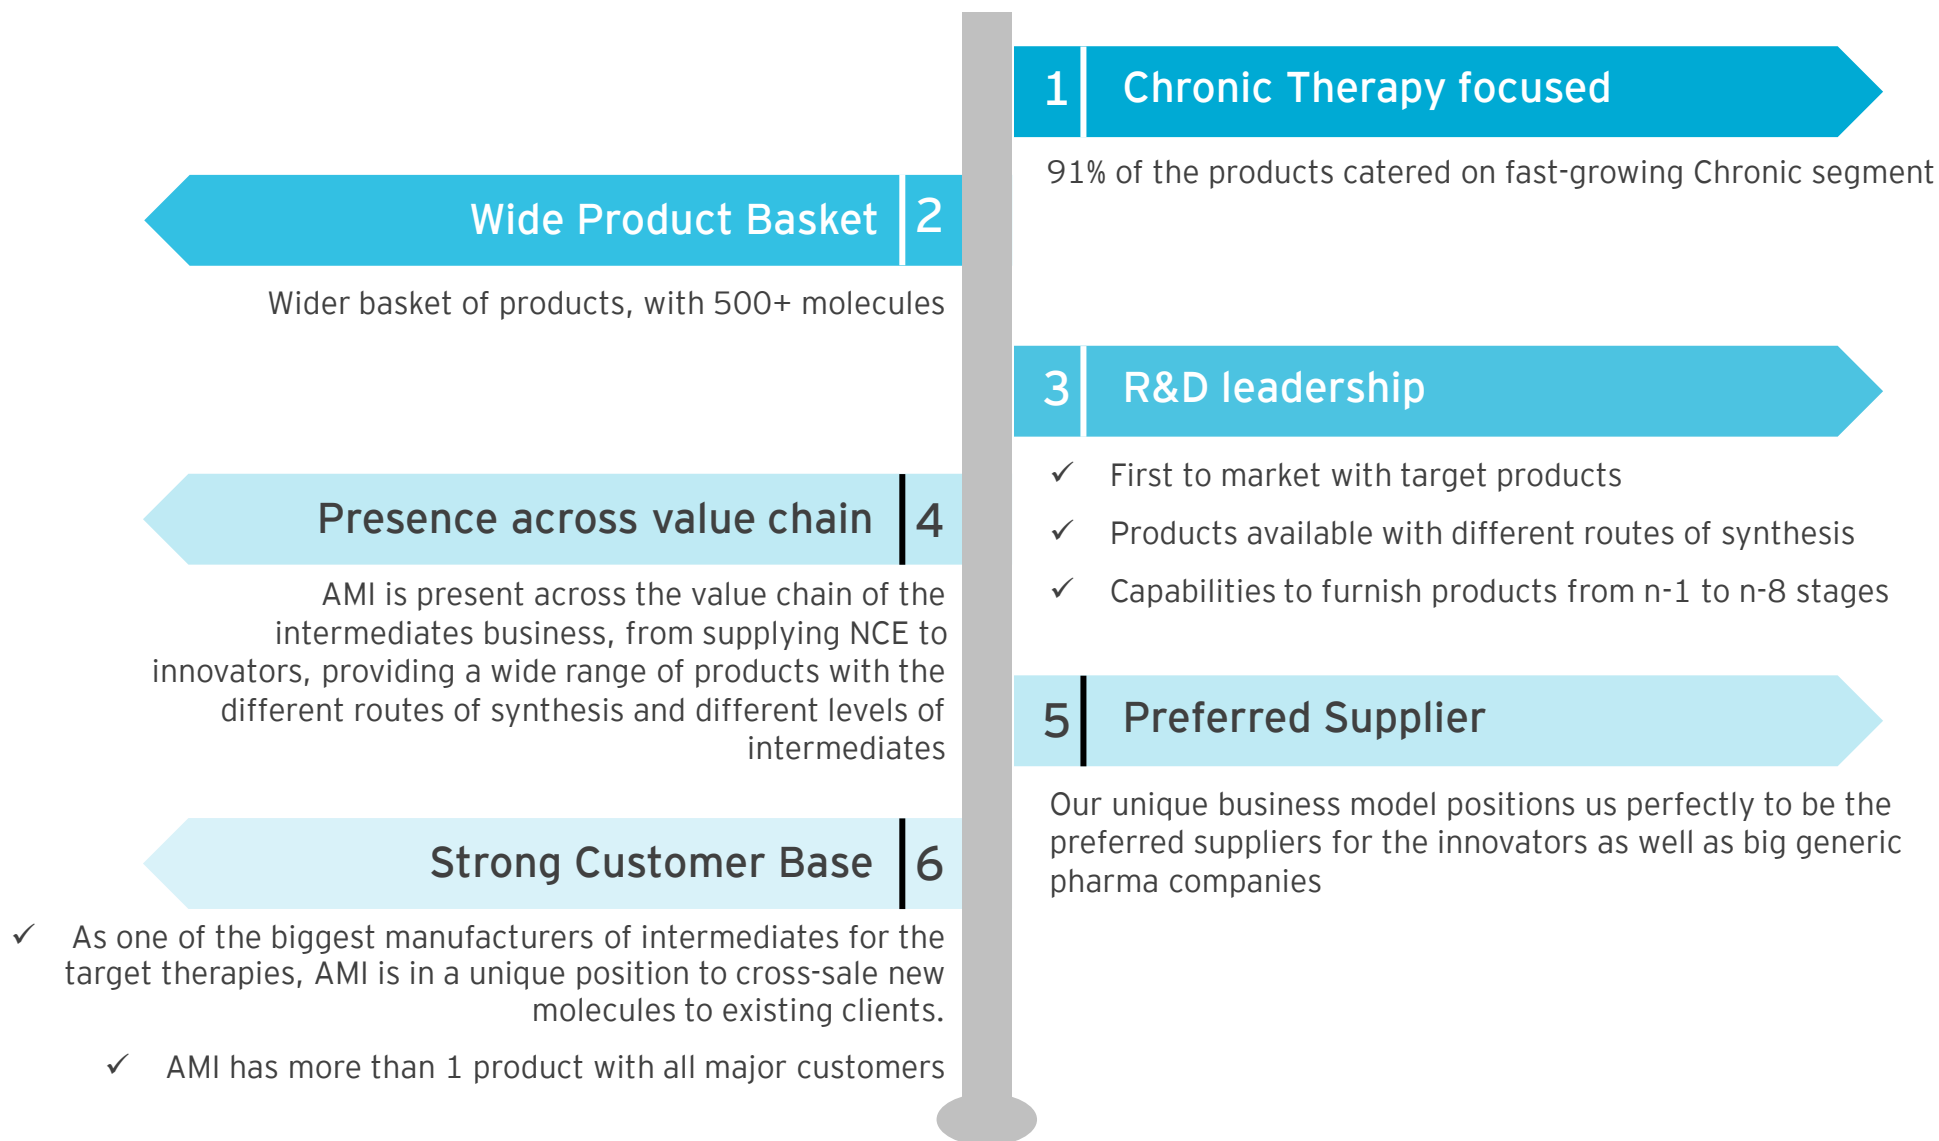 1 Chronic Therapy focused
91% of the products catered on fast-growing Chronic segment
Wide Product Basket 2
Wider basket of products, with 500+ molecules
3 R&D leadership
✓ First to market with target products
✓ Products available with different routes of synthesis
✓ Capabilities to furnish products from n-1 to n-8 stages
Presence across value chain 4
AMI is present across the value chain of the
intermediates business, from supplying NCE to
innovators, providing a wide range of products with the
different routes of synthesis and different levels of
intermediates
5 Preferred Supplier
Our unique business model positions us perfectly to be the
preferred suppliers for the innovators as well as big generic
pharma companies
Strong Customer Base 6
✓ As one of the biggest manufacturers of intermediates for the
target therapies, AMI is in a unique position to cross-sale new
molecules to existing clients.
✓ AMI has more than 1 product with all major customers